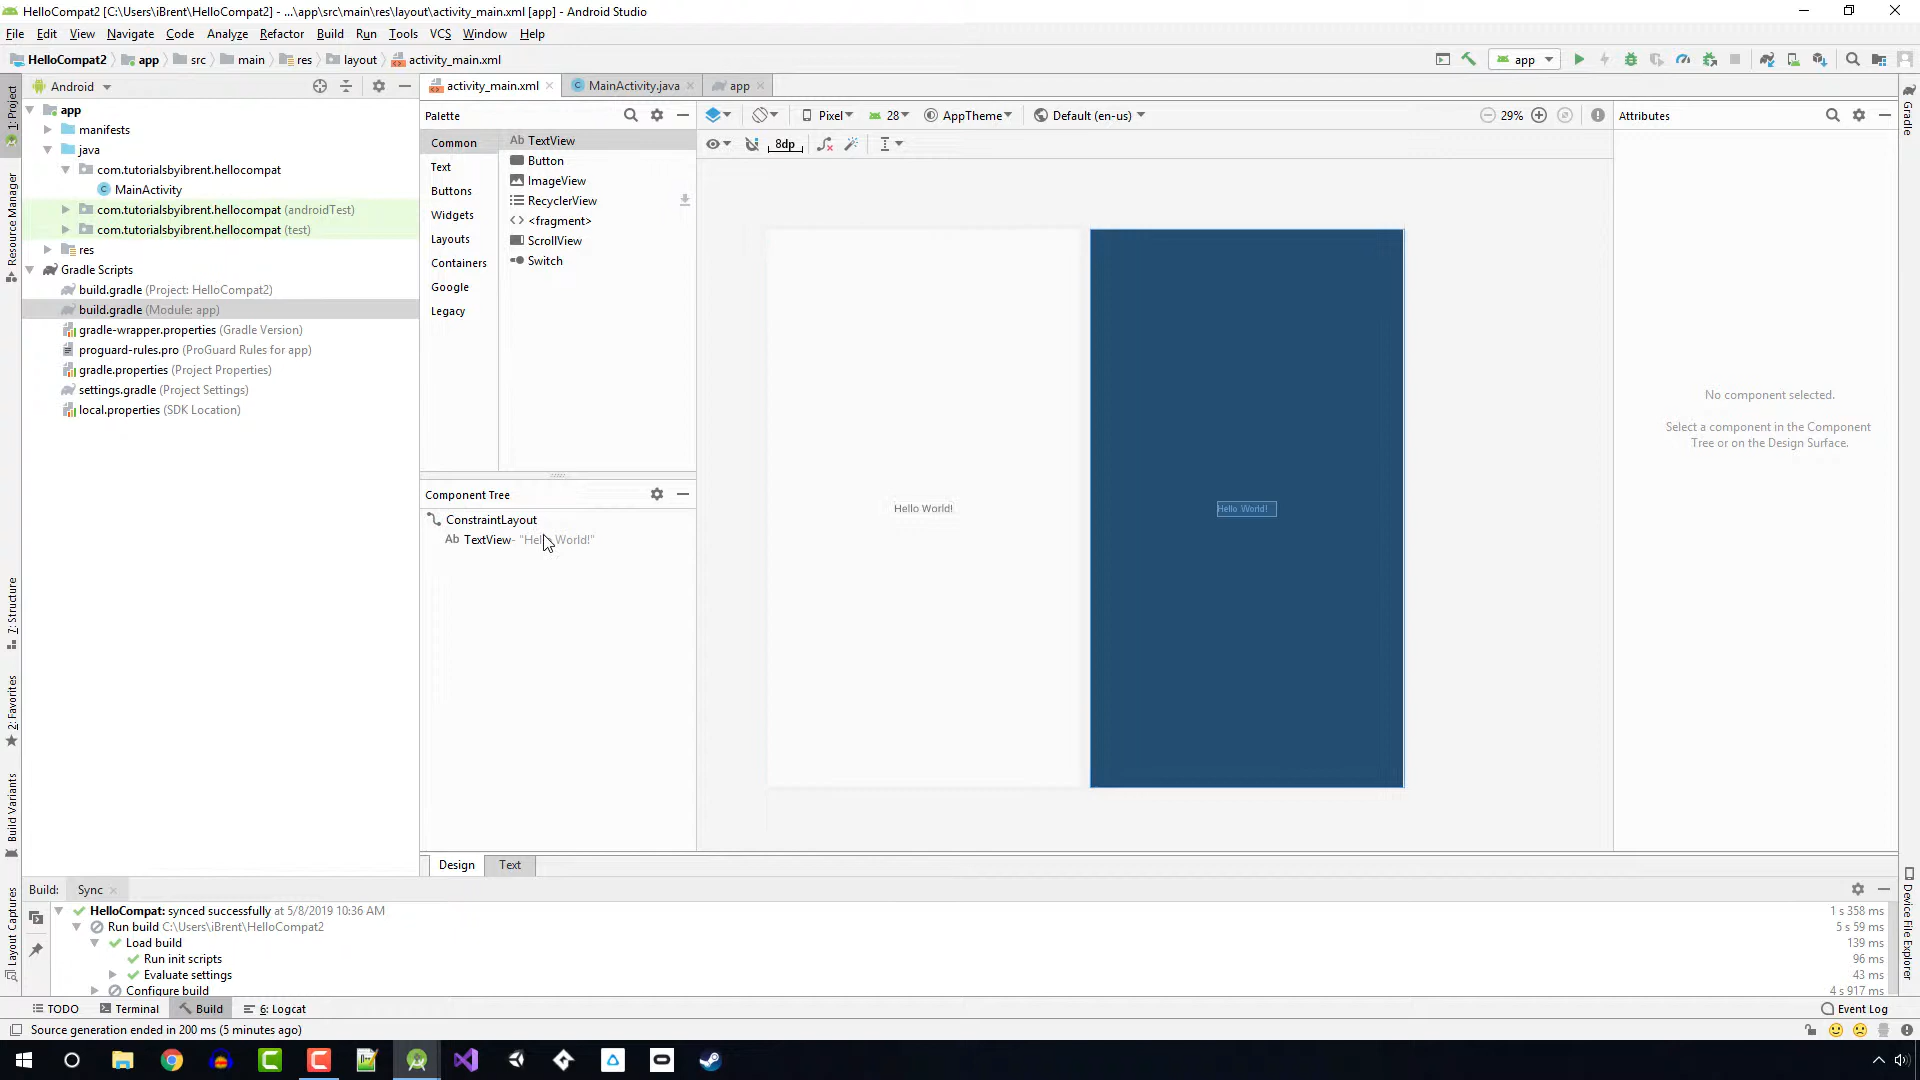 HelloCompat2 [C:\Users\iBrent\HelloCompat2] - ...\app\src\main\res\layout\activity_main.xml [app] - Android Studio
File Edit View Navigate Code Analyze Refactor Build Run Tools VCS Window Help
HelloCompat2 app src main res layout activity_main.xml app
Android activity_main.xml MainActivity.java app
1: Project
Resource Manager
7: Structure
2: Favorites
Build Variants
Layout Captures
app
manifests
java
com.tutorialsbyibrent.hellocompat
MainActivity
com.tutorialsbyibrent.hellocompat (androidTest)
com.tutorialsbyibrent.hellocompat (test)
res
Gradle Scripts
build.gradle (Project: HelloCompat2)
build.gradle (Module: app)
gradle-wrapper.properties (Gradle Version)
proguard-rules.pro (ProGuard Rules for app)
gradle.properties (Project Properties)
settings.gradle (Project Settings)
local.properties (SDK Location)
Palette
Common
Text
Buttons
Widgets
Layouts
Containers
Google
Legacy
Ab TextView
Button
ImageView
RecyclerView
<fragment>
ScrollView
Switch
Component Tree
ConstraintLayout
Ab TextView- "Hello World!"
Pixel 28 AppTheme Default (en-us) 29%
8dp
Hello World!
Hello World!
Attributes
No component selected.
Select a component in the Component
Tree or on the Design Surface.
Gradle
Device File Explorer
Design Text
Build: Sync
HelloCompat: synced successfully at 5/8/2019 10:36 AM 1 s 358 ms
Run build C:\Users\iBrent\HelloCompat2 5 s 59 ms
Load build 139 ms
Run init scripts 96 ms
Evaluate settings 43 ms
Configure build 4 s 917 ms
TODO Terminal Build 6: Logcat Event Log
Source generation ended in 200 ms (5 minutes ago)